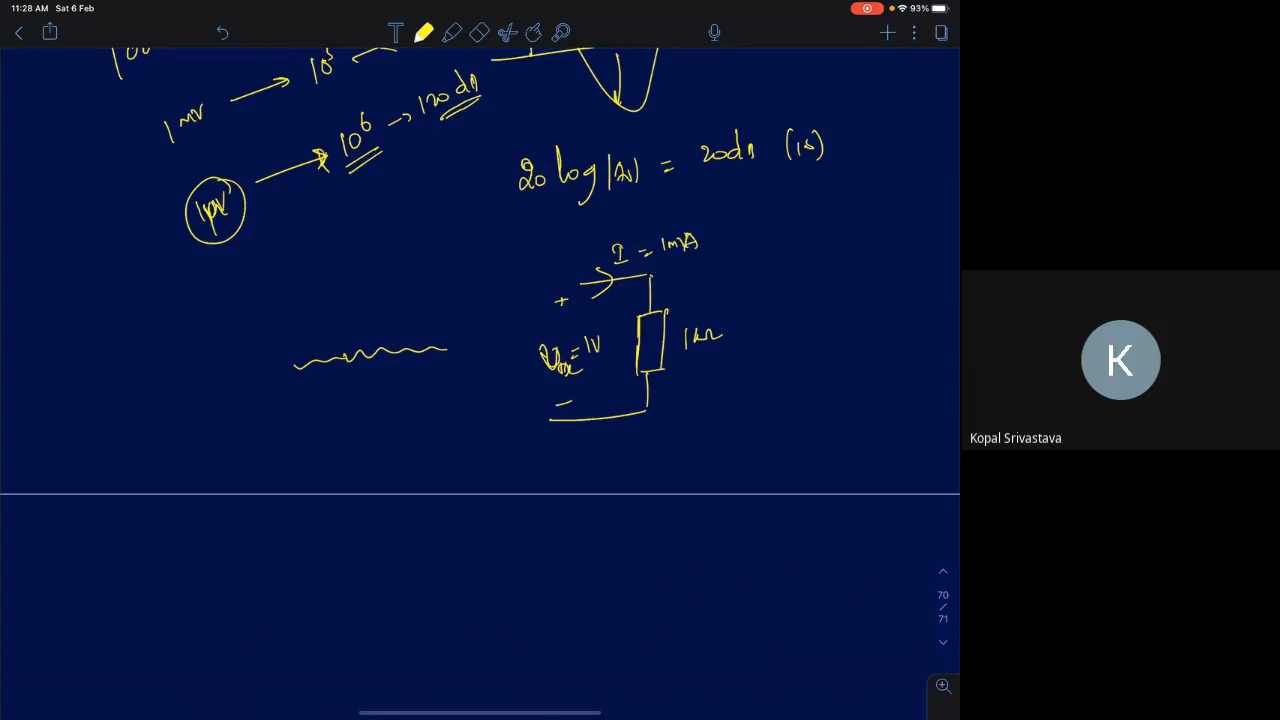 11:28 AM Sat 6 Feb
93%
T
1 mV → 10³
1μV → 10⁶ → 120 dB
20 log |Av| = 20dB (10)
I = 1mA
+
= 1V
1kΩ
−
K
Kopal Srivastava
70
/
71